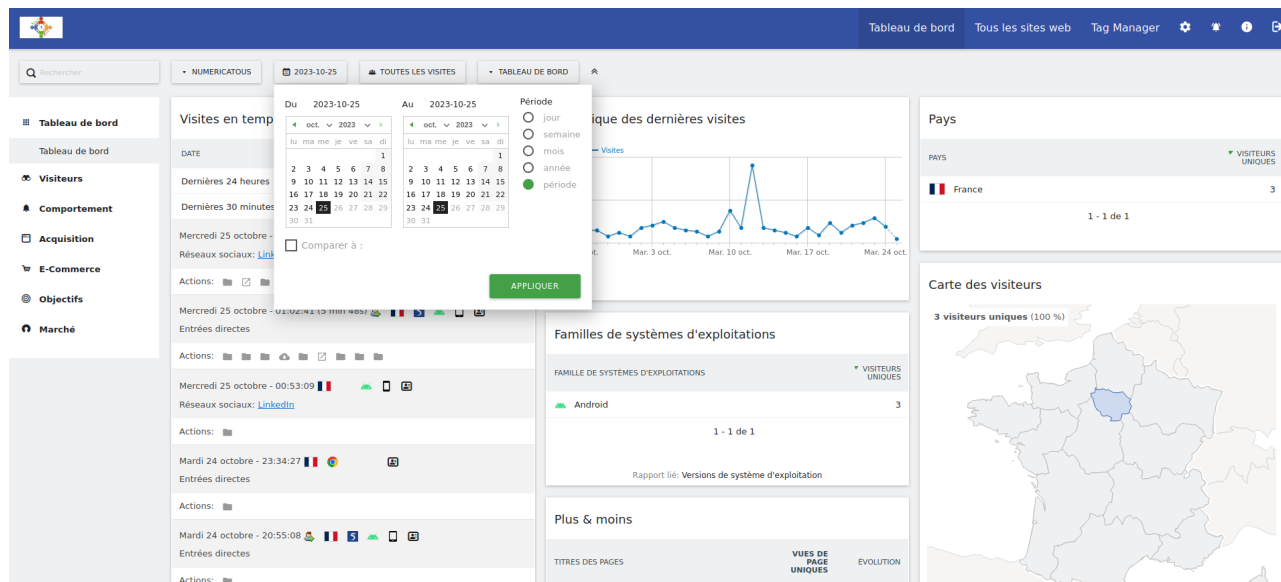 Tableau de bord Tous les sites web Tag Manager
Rechercher
NUMERICATOUS 2023-10-25 TOUTES LES VISITES TABLEAU DE BORD
Tableau de bord
Tableau de bord
Visiteurs
Comportement
Acquisition
E-Commerce
Objectifs
Marché
Visites en temp
DATE
Dernières 24 heures
Dernières 30 minutes
Mercredi 25 octobre -
Réseaux sociaux: Link
Actions:
Mercredi 25 octobre - 01:02:41 (5 min 48s)
Entrées directes
Actions:
Mercredi 25 octobre - 00:53:09
Réseaux sociaux: LinkedIn
Actions:
Mardi 24 octobre - 23:34:27
Entrées directes
Actions:
Mardi 24 octobre - 20:55:08
Entrées directes
Actions:
Du 2023-10-25
oct. 2023
lu ma me je ve sa di
1
2 3 4 5 6 7 8
9 10 11 12 13 14 15
16 17 18 19 20 21 22
23 24 25 26 27 28 29
30 31
Au 2023-10-25
oct. 2023
lu ma me je ve sa di
1
2 3 4 5 6 7 8
9 10 11 12 13 14 15
16 17 18 19 20 21 22
23 24 25 26 27 28 29
30 31
Période
jour
semaine
mois
année
période
Comparer à :
APPLIQUER
ique des dernières visites
Visites
t. Mar. 3 oct. Mar. 10 oct. Mar. 17 oct. Mar. 24 oct.
Familles de systèmes d'exploitations
FAMILLE DE SYSTÈMES D'EXPLOITATIONS VISITEURS
UNIQUES
Android 3
1 - 1 de 1
Rapport lié: Versions de système d'exploitation
Plus & moins
TITRES DES PAGES VUES DE
PAGE
UNIQUES ÉVOLUTION
Pays
PAYS VISITEURS
UNIQUES
France 3
1 - 1 de 1
Carte des visiteurs
3 visiteurs uniques (100 %)